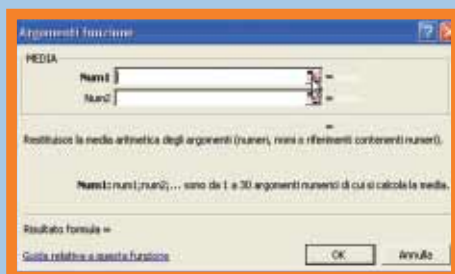 Argomenti funzione
MEDIA
Num1 =
Num2 =
=
Restituisce la media aritmetica degli argomenti (numeri, nomi o riferimenti contenenti numeri).
Num1: num1;num2;... sono da 1 a 30 argomenti numerici di cui si calcola la media.
Risultato formula =
Guida relativa a questa funzione
OK Annulla